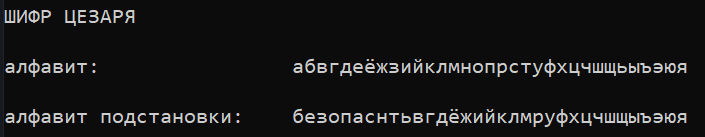 ШИФР ЦЕЗАРЯ
алфавит: абвгдеёжзийклмнопрстуфхцчшщьыъэюя
алфавит подстановки: безопаснтьвгдёжийклмруфхцчшщыъэюя